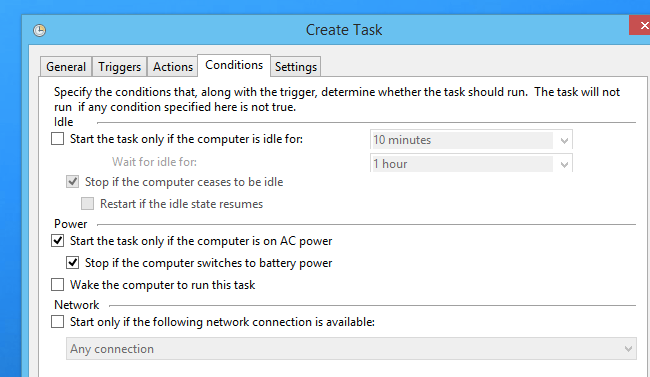 Create Task
General Triggers Actions Conditions Settings
Specify the conditions that, along with the trigger, determine whether the task should run. The task will not
run if any condition specified here is not true.
Idle
Start the task only if the computer is idle for: 10 minutes
Wait for idle for: 1 hour
Stop if the computer ceases to be idle
Restart if the idle state resumes
Power
Start the task only if the computer is on AC power
Stop if the computer switches to battery power
Wake the computer to run this task
Network
Start only if the following network connection is available:
Any connection